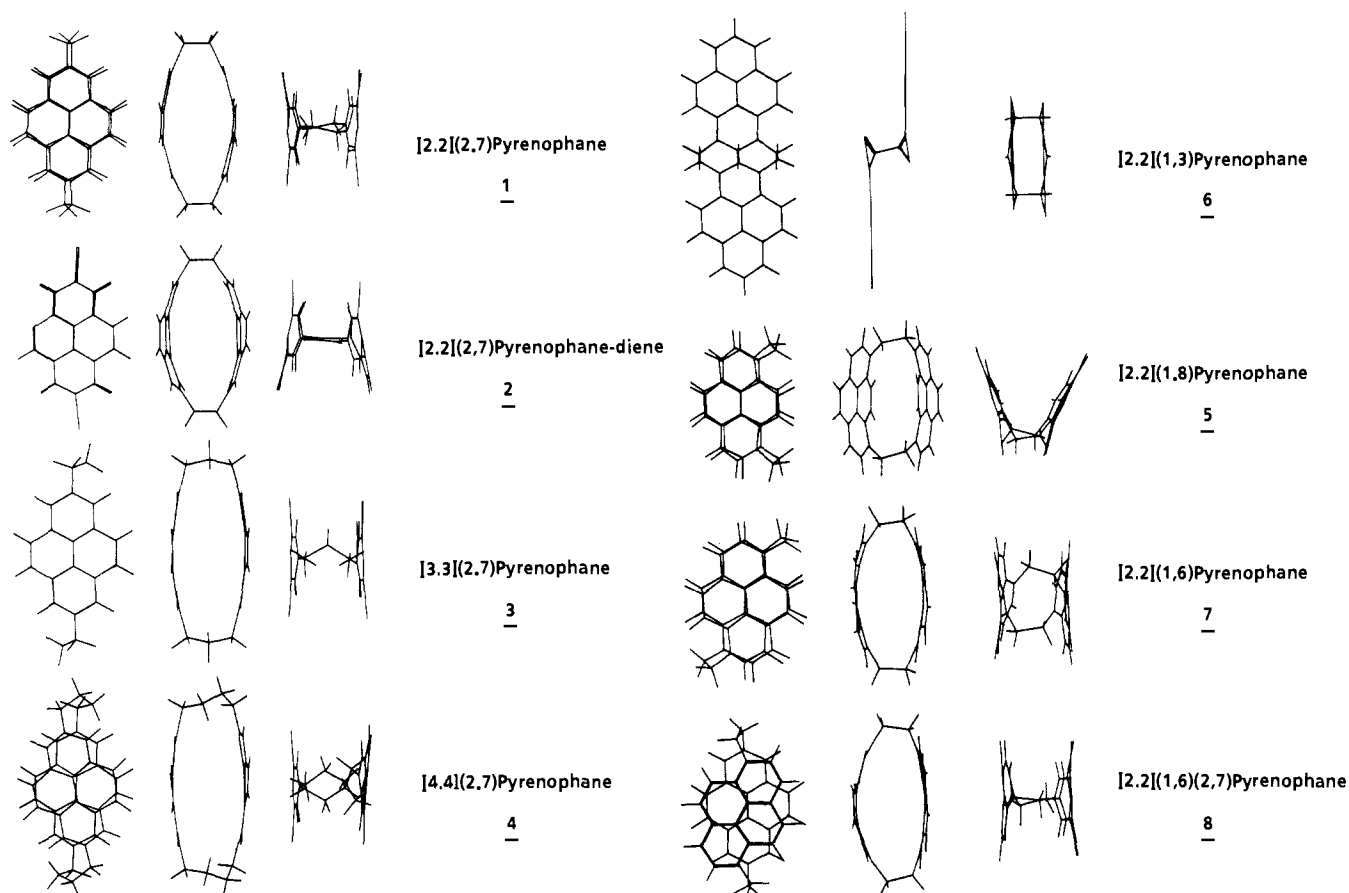 [2.2](2.7)Pyrenophane
1
[2.2](2,7)Pyrenophane-diene
2
[3.3](2.7)Pyrenophane
3
[4.4](2.7)Pyrenophane
4
[2.2](1,3)Pyrenophane
6
[2.2](1.8)Pyrenophane
5
[2.2](1,6)Pyrenophane
7
[2.2](1,6)(2,7)Pyrenophane
8